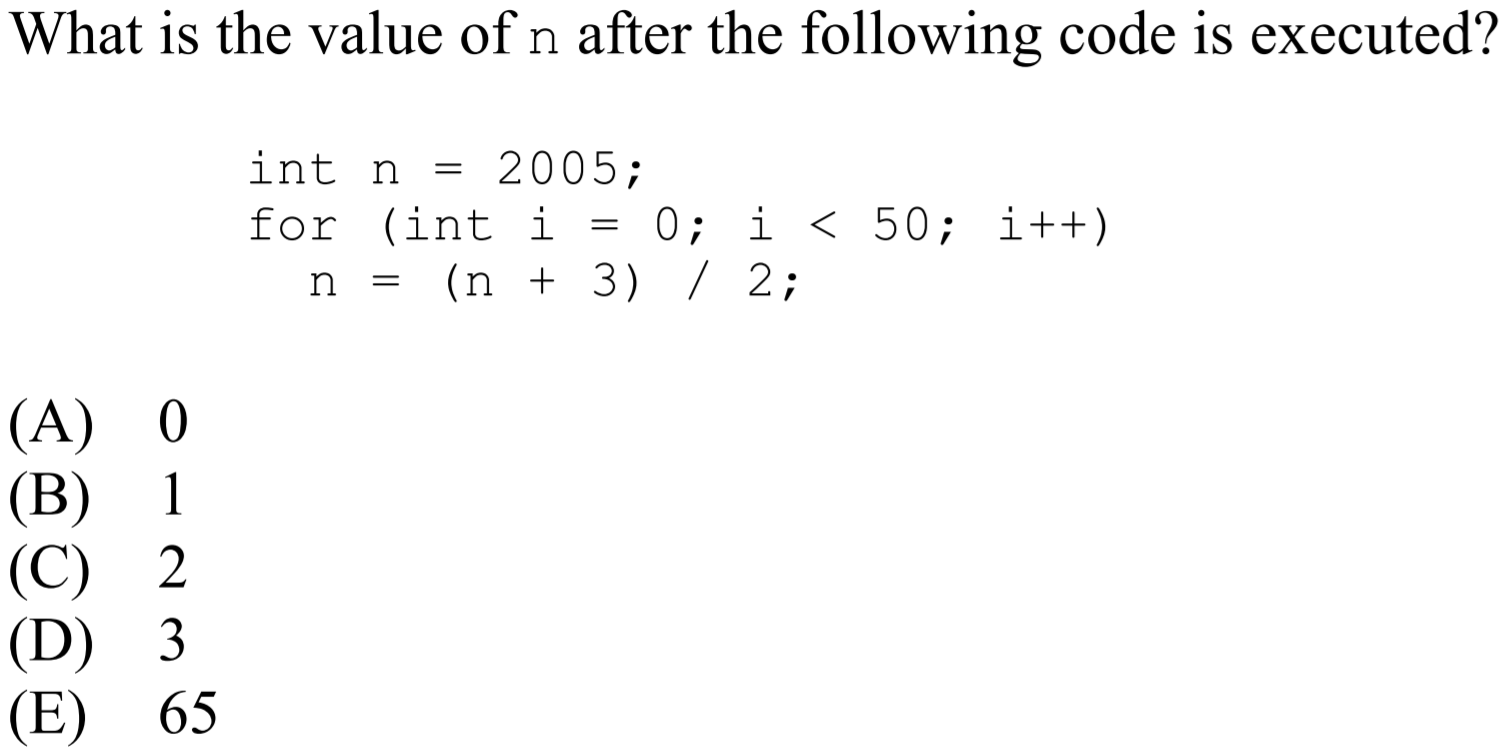 What is the value of n after the following code is executed?
int n = 2005;
for (int i = 0; i < 50; i++)
n = (n + 3) / 2;
(A) 0
(B) 1
(C) 2
(D) 3
(E) 65